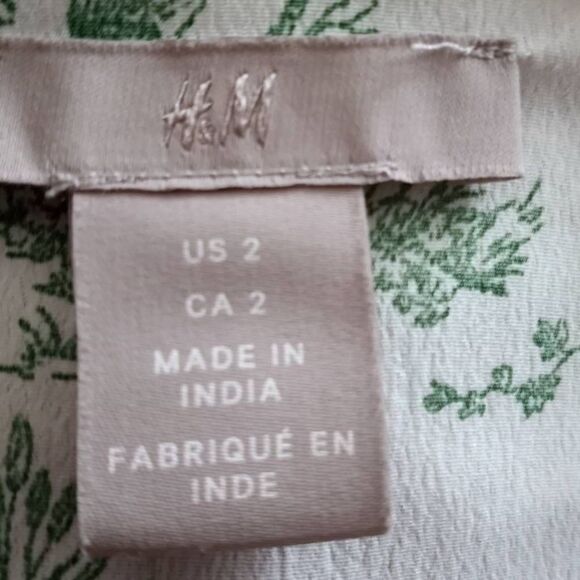 H&M
US 2
CA 2
MADE IN
INDIA
FABRIQUÉ EN
INDE